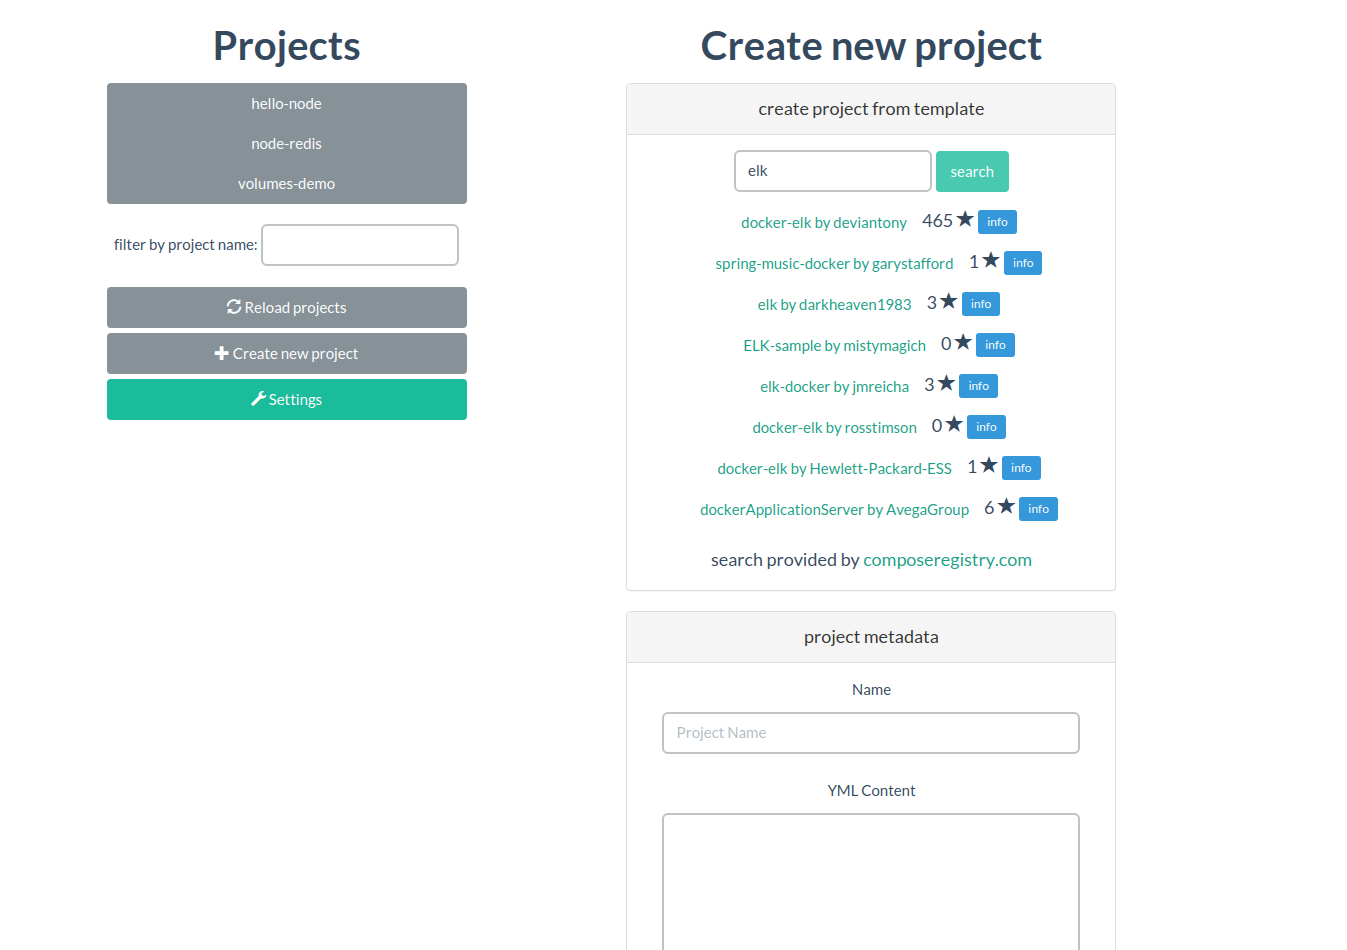 Projects
hello-node
node-redis
volumes-demo
filter by project name:
Reload projects
Create new project
Settings
Create new project
create project from template
elk search
docker-elk by deviantony 465 ★ info
spring-music-docker by garystafford 1 ★ info
elk by darkheaven1983 3 ★ info
ELK-sample by mistymagich 0 ★ info
elk-docker by jmreicha 3 ★ info
docker-elk by rosstimson 0 ★ info
docker-elk by Hewlett-Packard-ESS 1 ★ info
dockerApplicationServer by AvegaGroup 6 ★ info
search provided by composeregistry.com
project metadata
Name
Project Name
YML Content